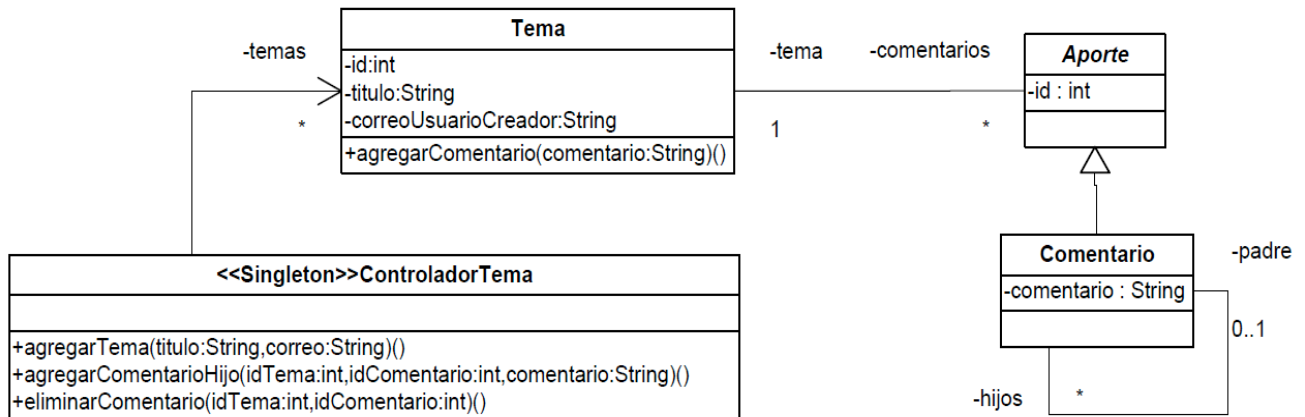 Tema
-id:int
-titulo:String
-correoUsuarioCreador:String
+agregarComentario(comentario:String)()
-temas
*
-tema
1
-comentarios
*
Aporte
-id : int
<<Singleton>>ControladorTema
+agregarTema(titulo:String,correo:String)()
+agregarComentarioHijo(idTema:int,idComentario:int,comentario:String)()
+eliminarComentario(idTema:int,idComentario:int)()
Comentario
-comentario : String
-padre
0..1
-hijos
*